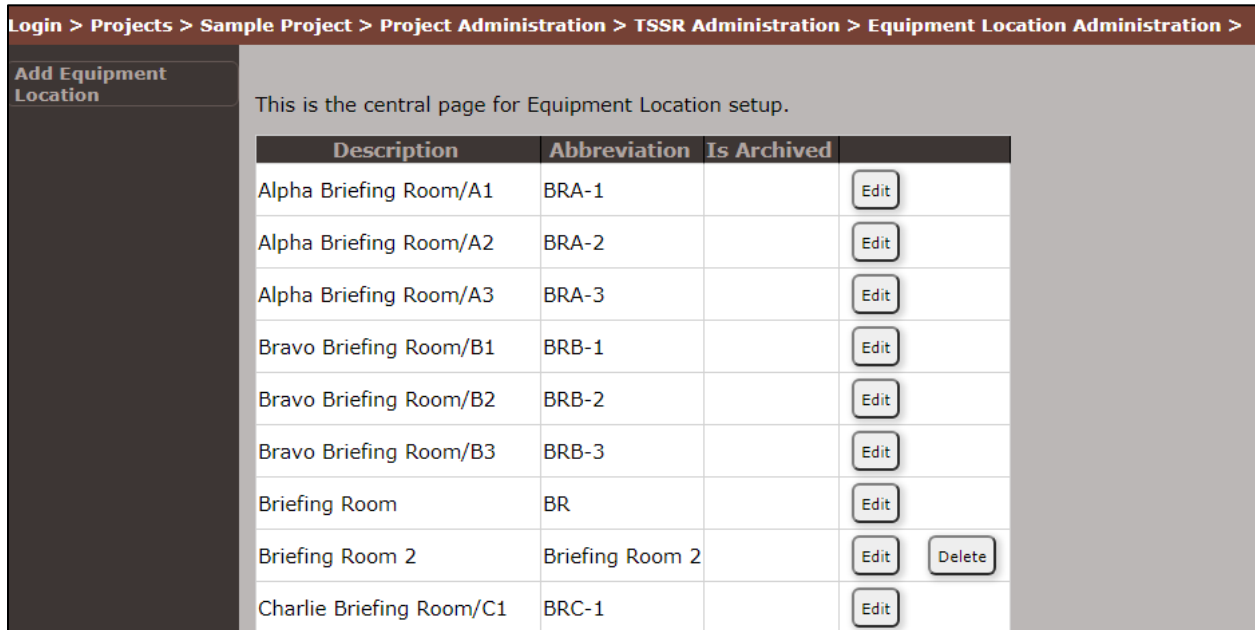 Login > Projects > Sample Project > Project Administration > TSSR Administration > Equipment Location Administration >
Add Equipment
Location
This is the central page for Equipment Location setup.
Description Abbreviation Is Archived
Alpha Briefing Room/A1 BRA-1 Edit
Alpha Briefing Room/A2 BRA-2 Edit
Alpha Briefing Room/A3 BRA-3 Edit
Bravo Briefing Room/B1 BRB-1 Edit
Bravo Briefing Room/B2 BRB-2 Edit
Bravo Briefing Room/B3 BRB-3 Edit
Briefing Room BR Edit
Briefing Room 2 Briefing Room 2 Edit Delete
Charlie Briefing Room/C1 BRC-1 Edit